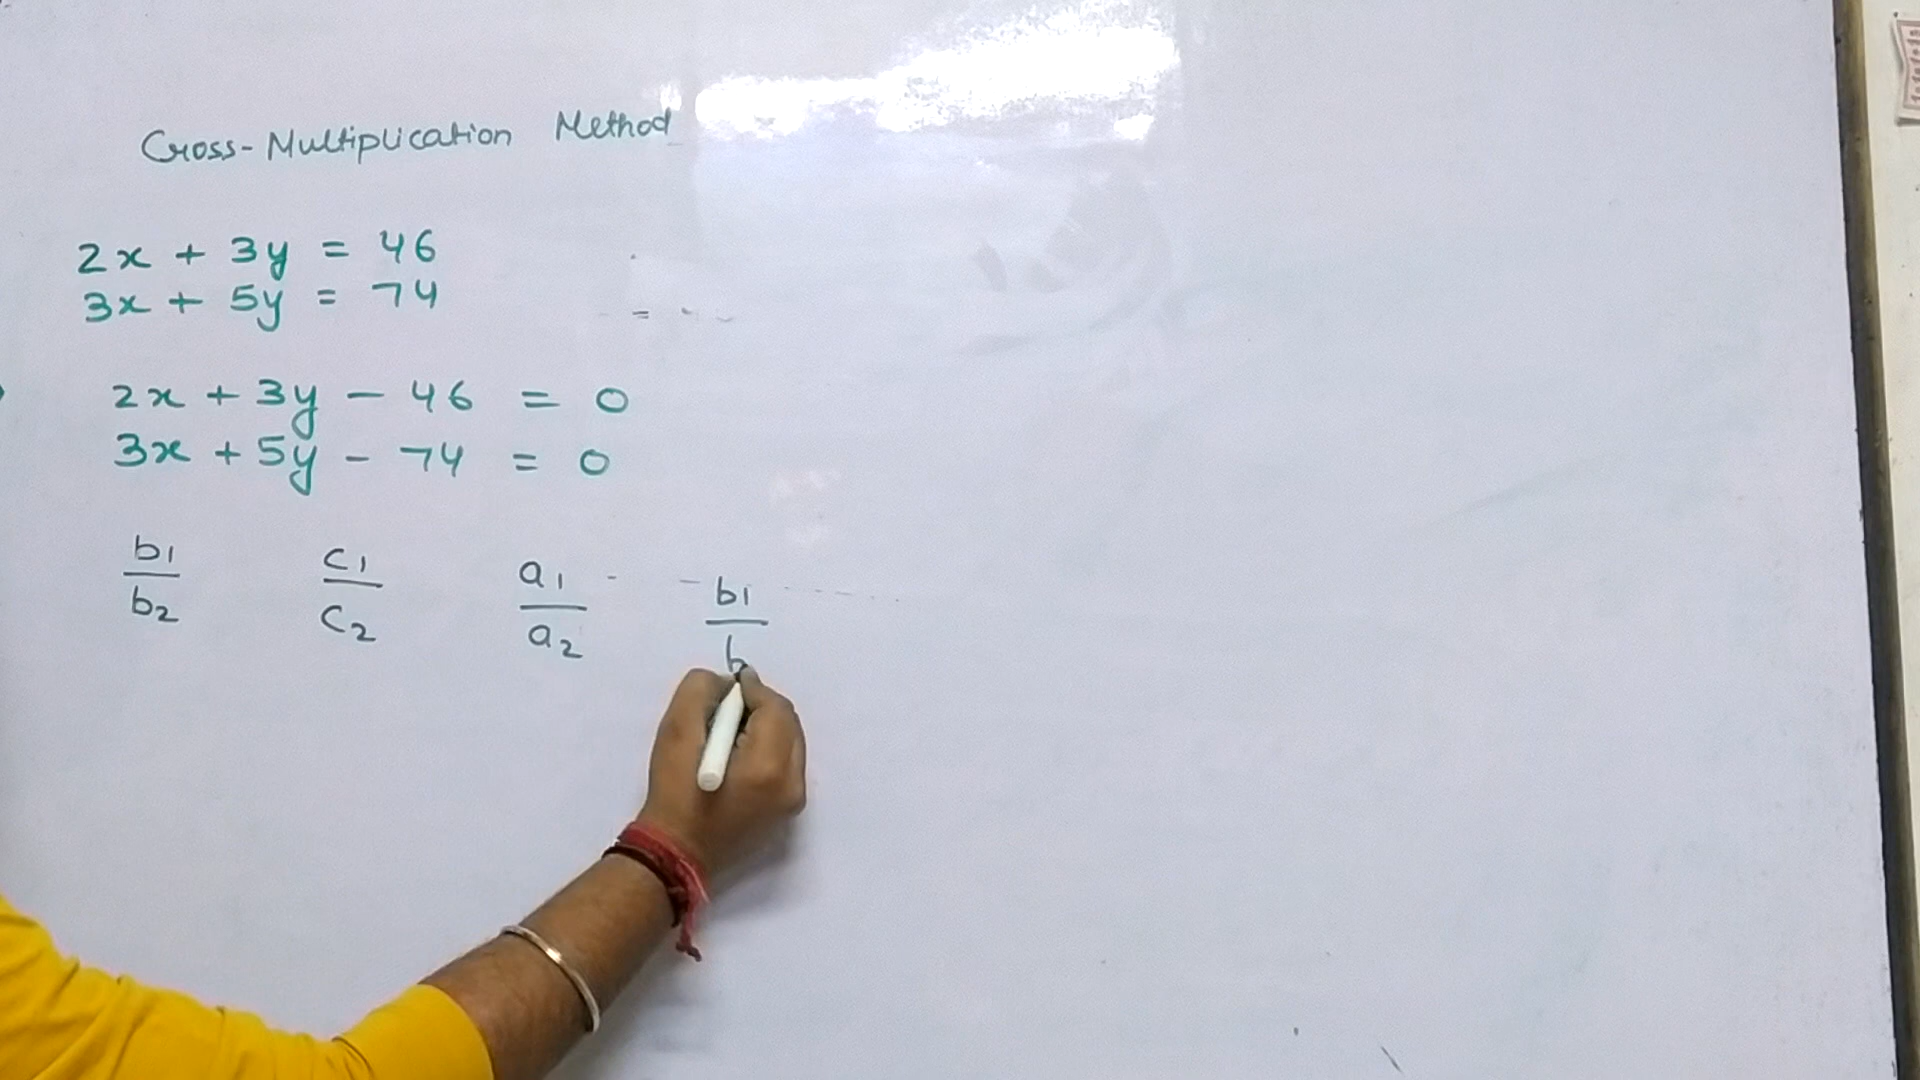 Cross-Multiplication Method
2x + 3y = 46
3x + 5y = 74
2x + 3y - 46 = 0
3x + 5y - 74 = 0
b1 c1 a1 b1
b2 c2 a2 b